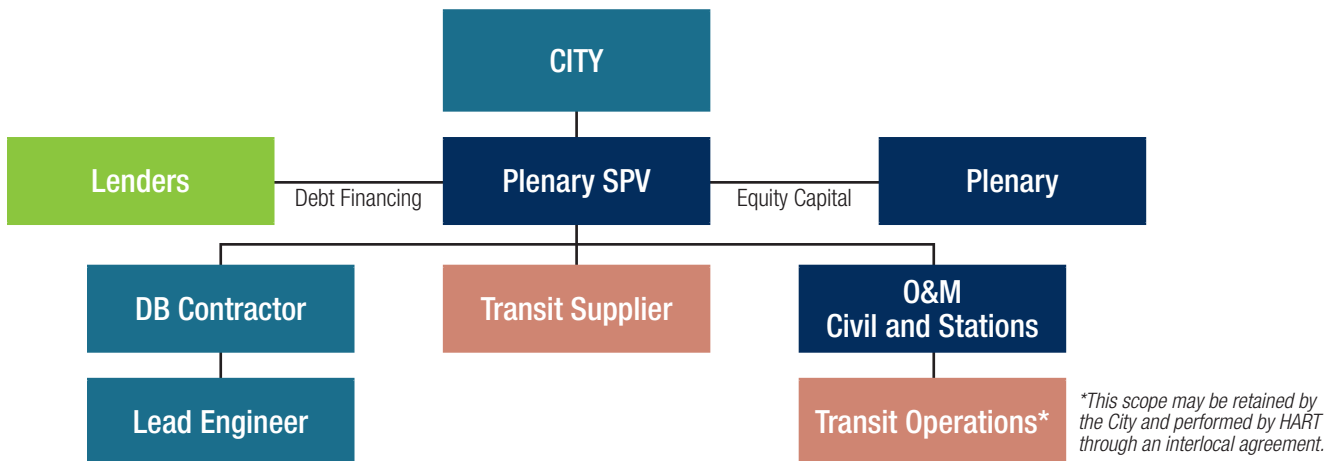 CITY
Lenders
Debt Financing
Plenary SPV
Equity Capital
Plenary
DB Contractor
Transit Supplier
O&M
Civil and Stations
Lead Engineer
Transit Operations*
*This scope may be retained by
the City and performed by HART
through an interlocal agreement.